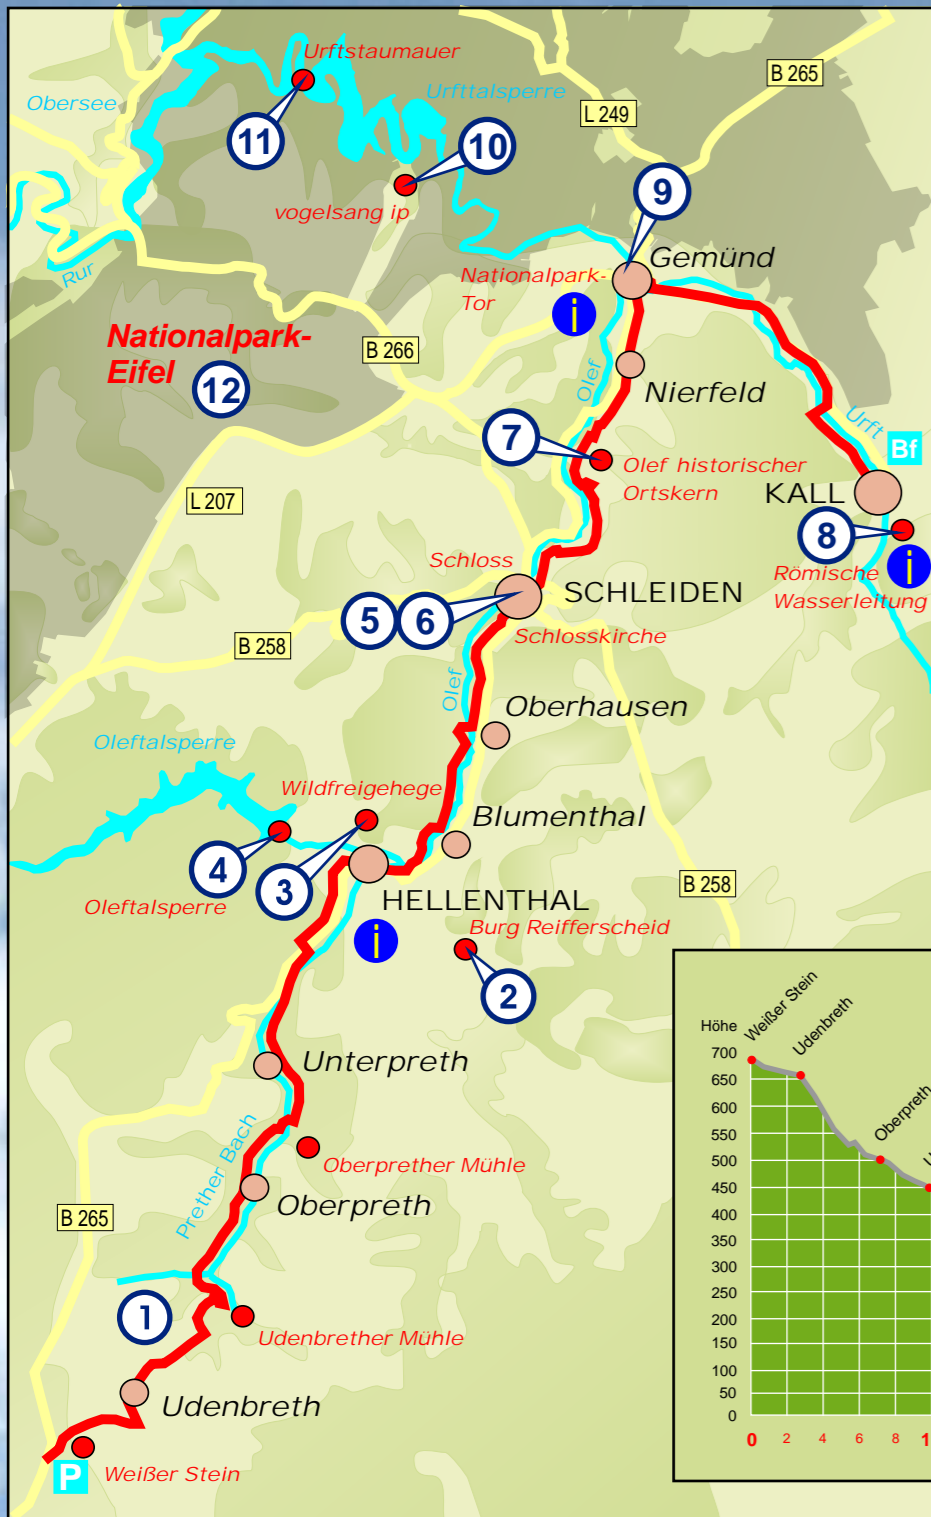 Urftstaumauer
B 265
Obersee
Urfttalsperre
L 249
11
10
9
vogelsang ip
Gemünd
Rur
Nationalpark-
Tor
i
Nationalpark-
Eifel
12
B 266
Olef
Nierfeld
Urft
7
Olef historischer
Ortskern
Bf
L 207
KALL
8
Schloss
Römische
Wasserleitung
i
5
6
SCHLEIDEN
B 258
Schlosskirche
Olef
Oberhausen
Oleftalsperre
Wildfreigehege
Blumenthal
4
3
B 258
Oleftalsperre
HELLENTHAL
i
Burg Reifferscheid
2
Unterpreth
Prether Bach
Oberprether Mühle
Oberpreth
B 265
1
Udenbrether Mühle
Udenbreth
P
Weißer Stein
Höhe
Weißer Stein
Udenbreth
Oberpreth
700
650
600
550
500
450
400
350
300
250
200
150
100
50
0
0 2 4 6 8